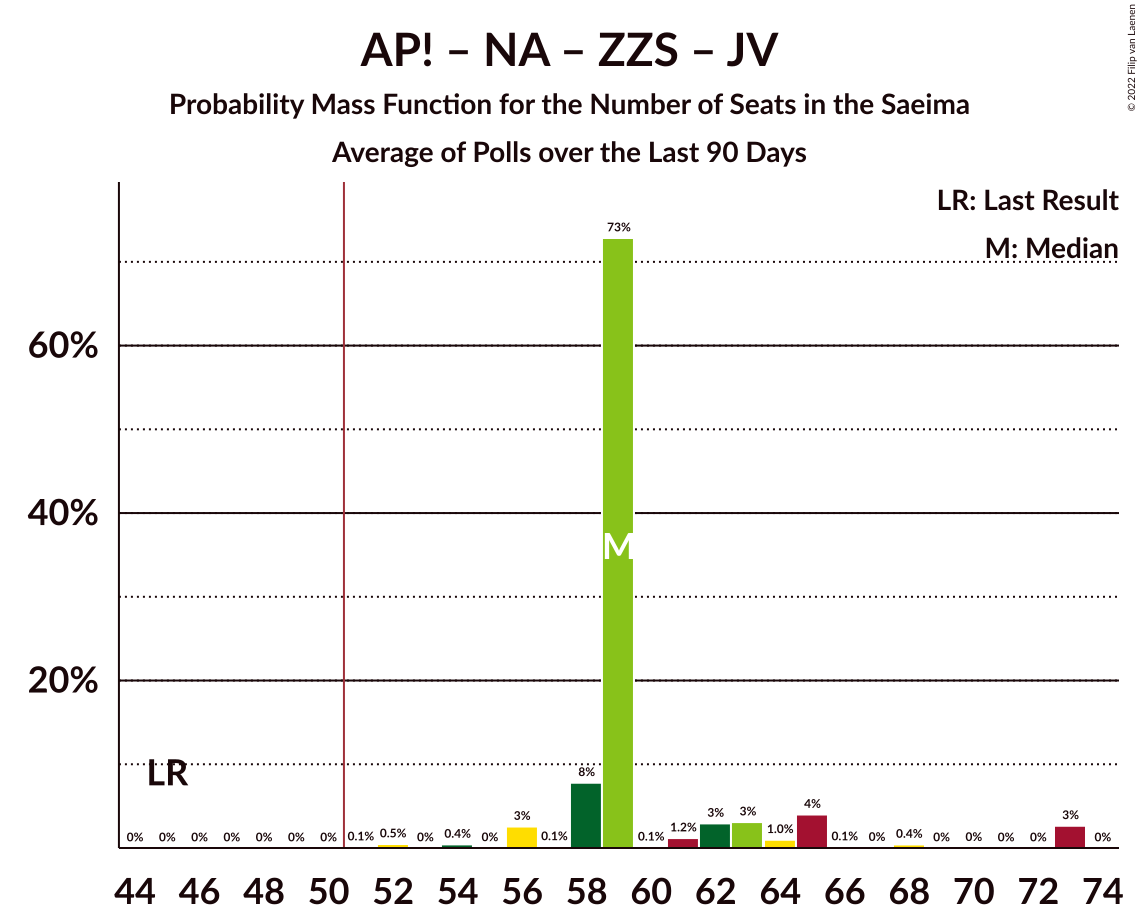 AP! – NA – ZZS – JV
Probability Mass Function for the Number of Seats in the Saeima
Average of Polls over the Last 90 Days
© 2022 Filip van Laenen
LR: Last Result
M: Median
60%
40%
20%
LR
M
0% 0% 0% 0% 0% 0% 0% 0.1% 0.5% 0% 0.4% 0% 3% 0.1% 8% 73% 0.1% 1.2% 3% 3% 1.0% 4% 0.1% 0% 0.4% 0% 0% 0% 0% 3% 0%
44 46 48 50 52 54 56 58 60 62 64 66 68 70 72 74